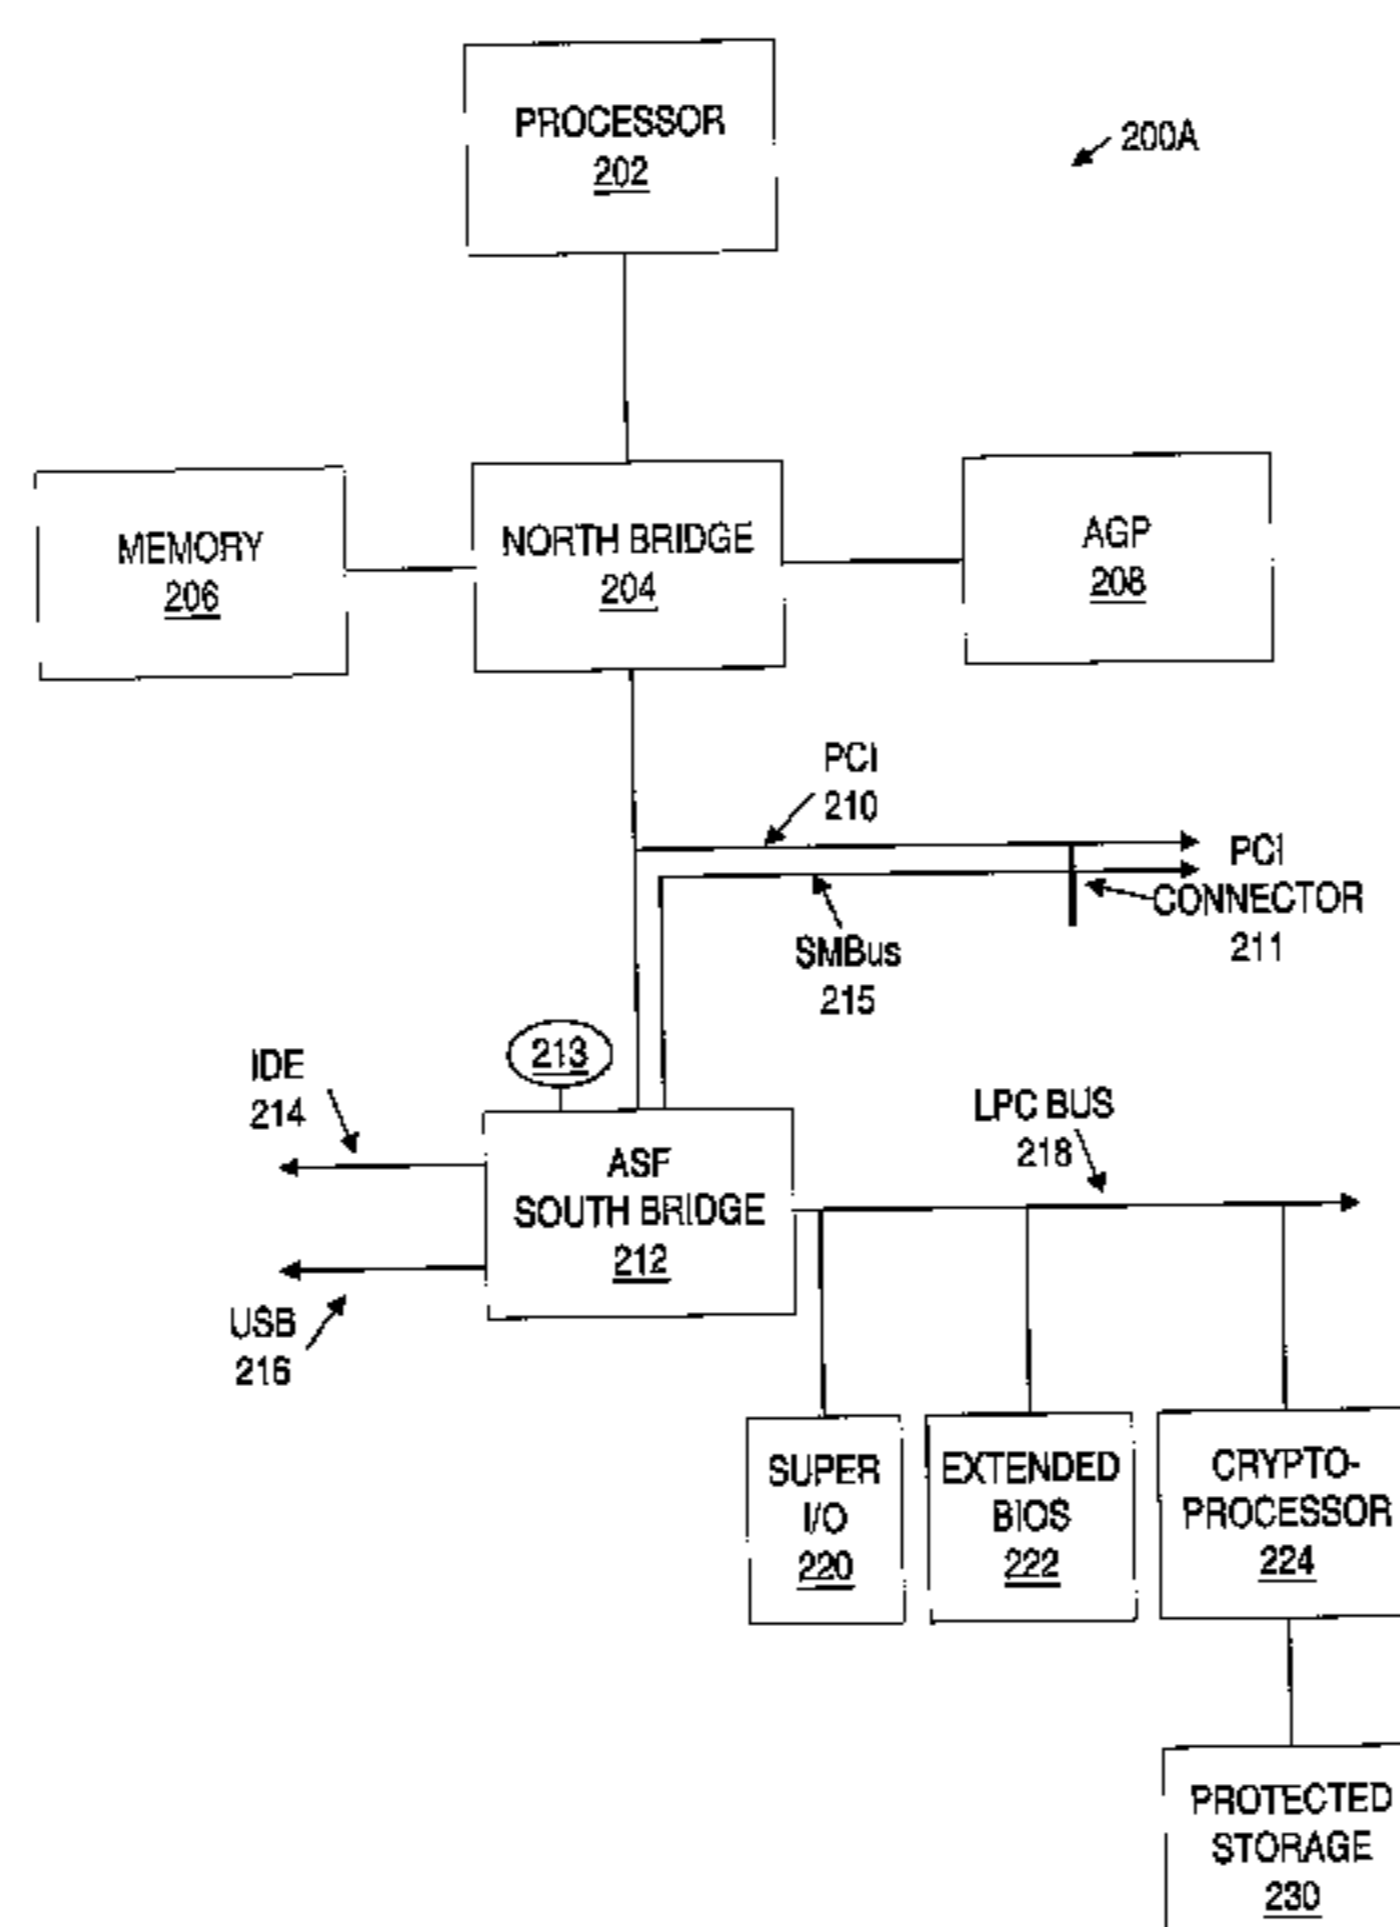 PROCESSOR
202
200A
MEMORY
206
NORTH BRIDGE
204
AGP
208
PCI
210
PCI
CONNECTOR
211
SMBus
215
213
IDE
214
ASF
SOUTH BRIDGE
212
LPC BUS
218
USB
216
SUPER
I/O
220
EXTENDED
BIOS
222
CRYPTO-
PROCESSOR
224
PROTECTED
STORAGE
230